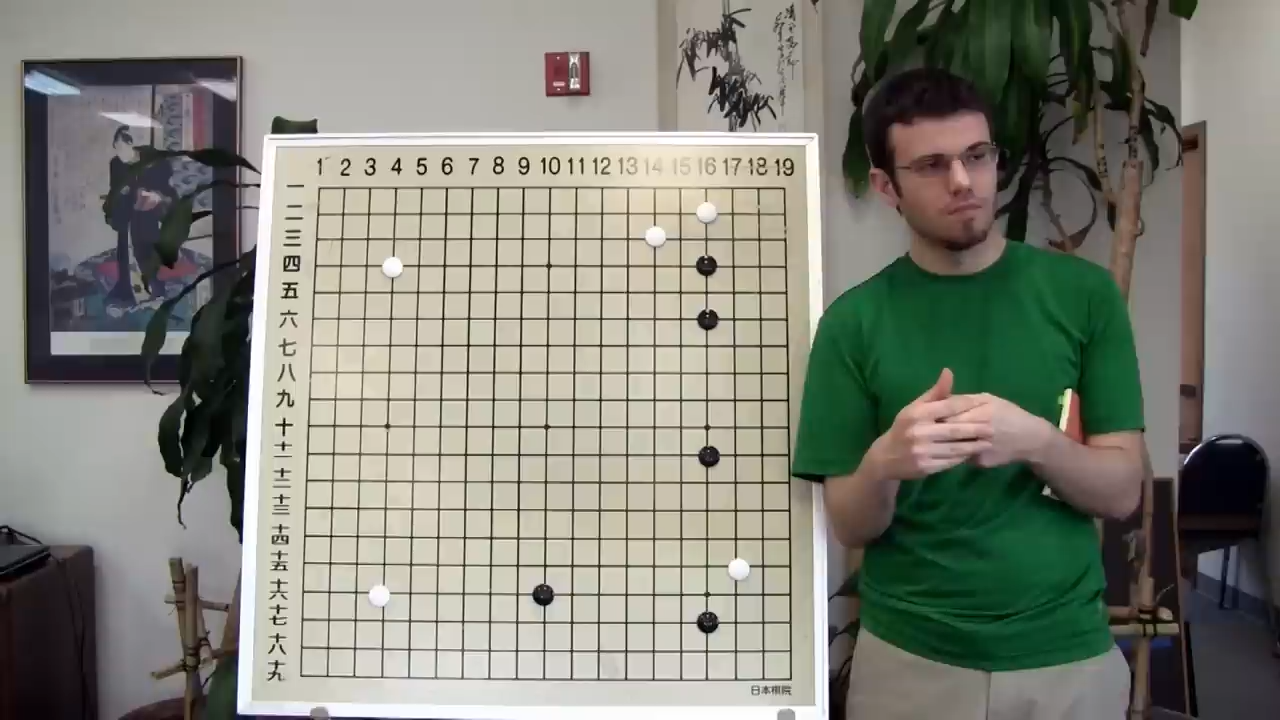 1 2 3 4 5 6 7 8 9 10 11 12 13 14 15 16 17 18 19
一
二
三
四
五
六
七
八
九
十
十一
十二
十三
十四
十五
十六
十七
十八
十九
日本棋院